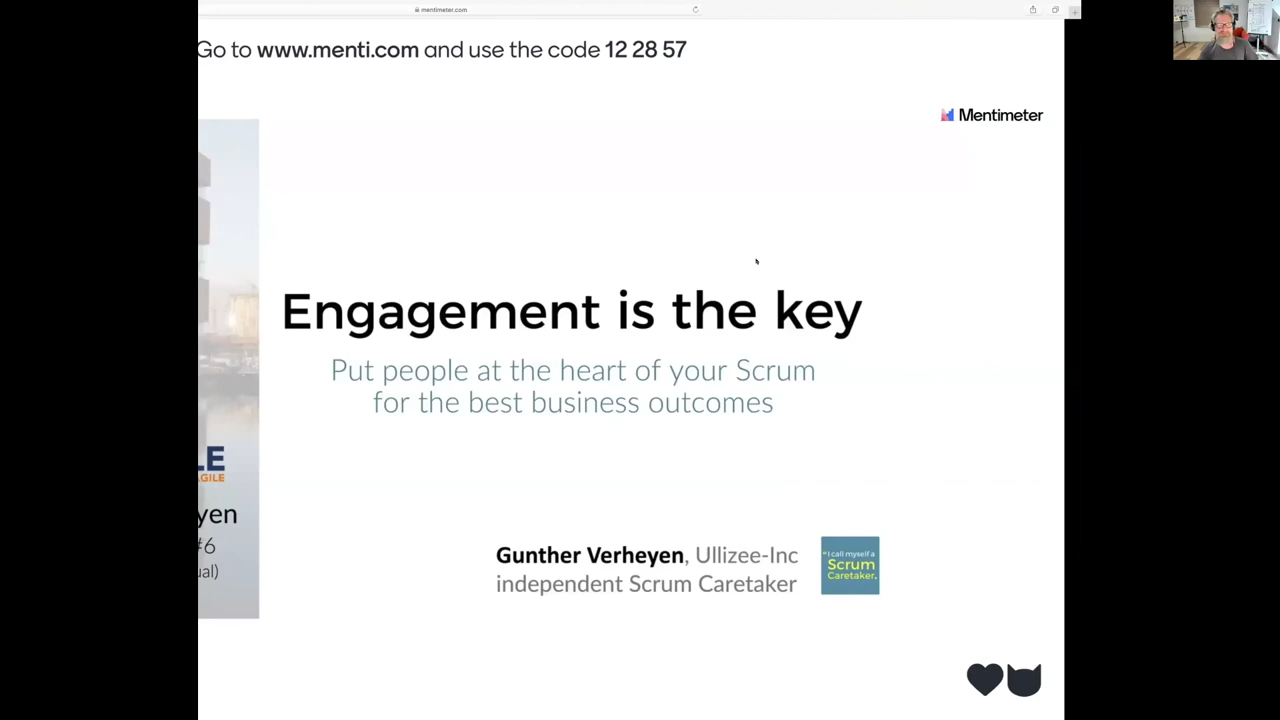 mentimeter.com
Go to www.menti.com and use the code 12 28 57
Mentimeter
Engagement is the key
Put people at the heart of your Scrum
for the best business outcomes
LE
AGILE
yen
#6
ual)
Gunther Verheyen, Ullizee-Inc
independent Scrum Caretaker
"I call myself a
Scrum
Caretaker.